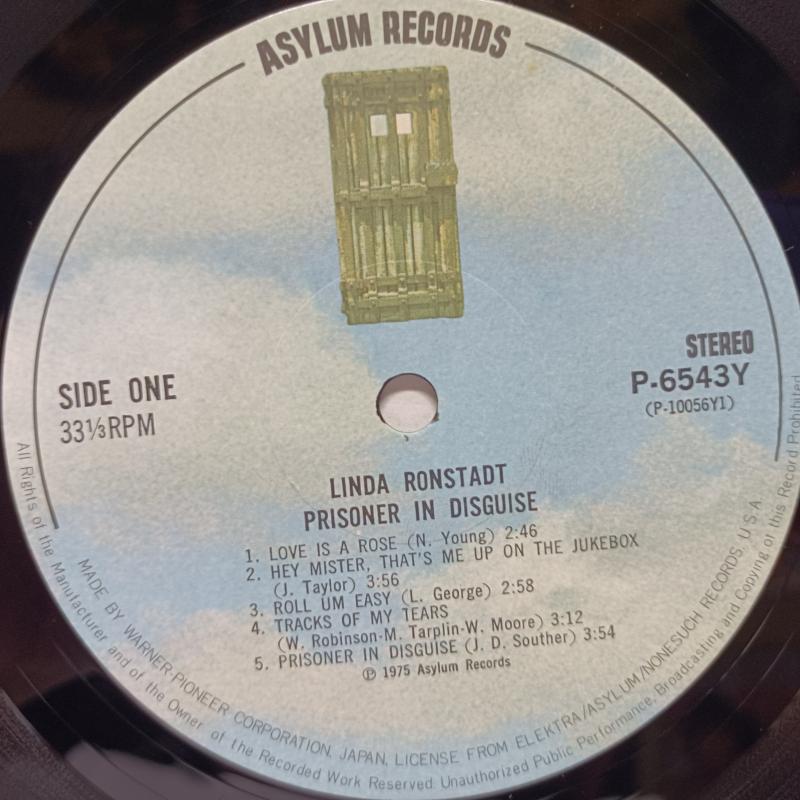 ASYLUM RECORDS
STEREO
P-6543Y
(P-10056Y1)
SIDE ONE
33⅓RPM
LINDA RONSTADT
PRISONER IN DISGUISE
1. LOVE IS A ROSE (N. Young) 2:46
2. HEY MISTER, THAT'S ME UP ON THE JUKEBOX
(J. Taylor) 3:56
3. ROLL UM EASY (L. George) 2:58
4. TRACKS OF MY TEARS
(W. Robinson-M. Tarplin-W. Moore) 3:12
5. PRISONER IN DISGUISE (J. D. Souther) 3:54
Ⓟ 1975 Asylum Records
MADE BY WARNER-PIONEER CORPORATION, JAPAN, LICENSE FROM ELEKTRA/ASYLUM/NONESUCH RECORDS, U.S.A.
All Rights of the Manufacturer and of the Owner of the Recorded Work Reserved. Unauthorized Public Performance, Broadcasting and Copying of this Record Prohibited